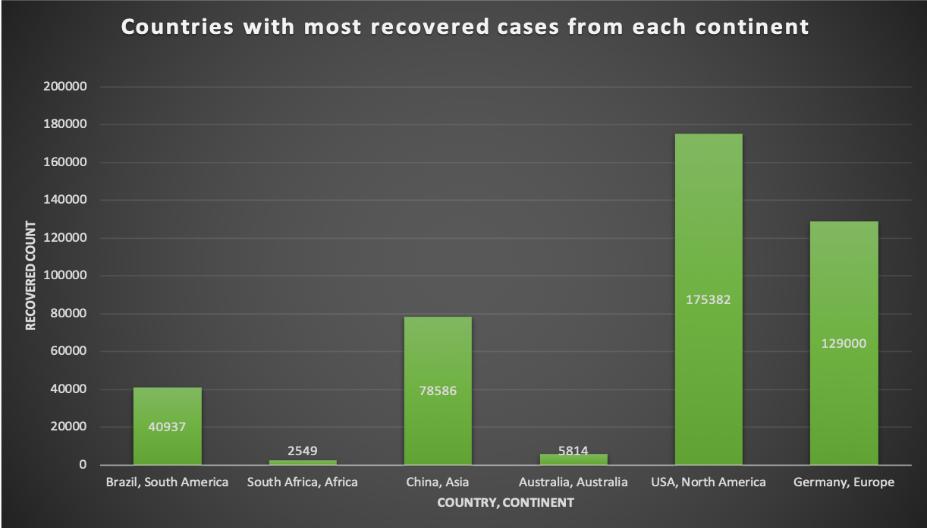 Countries with most recovered cases from each continent
200000
180000
160000
140000
120000
100000
80000
60000
40000
20000
0
RECOVERED COUNT
40937
2549
78586
5814
175382
129000
Brazil, South America
South Africa, Africa
China, Asia
Australia, Australia
USA, North America
Germany, Europe
COUNTRY, CONTINENT